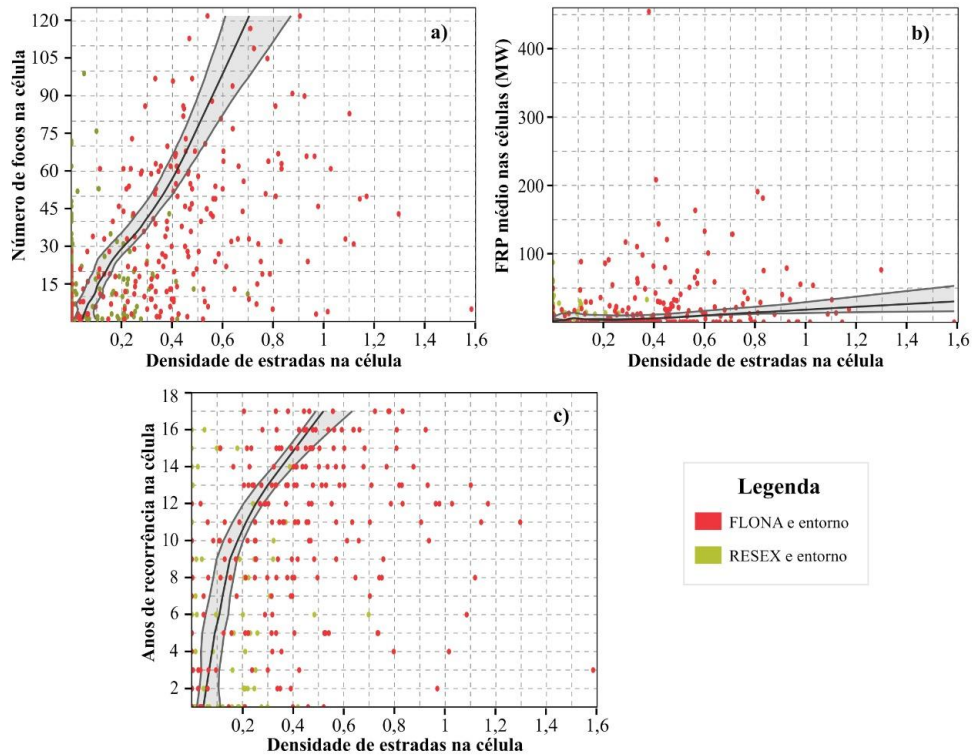 Número de focos na célula
120
105
90
75
60
45
30
15
a)
0,2 0,4 0,6 0,8 1 1,2 1,4 1,6
Densidade de estradas na célula
FRP médio nas células (MW)
450
400
350
300
250
200
150
100
50
b)
0,2 0,4 0,6 0,8 1 1,2 1,4 1,6
Densidade de estradas na célula
Anos de recorrência na célula
18
16
14
12
10
8
6
4
2
c)
0,2 0,4 0,6 0,8 1 1,2 1,4 1,6
Densidade de estradas na célula
Legenda
FLONA e entorno
RESEX e entorno